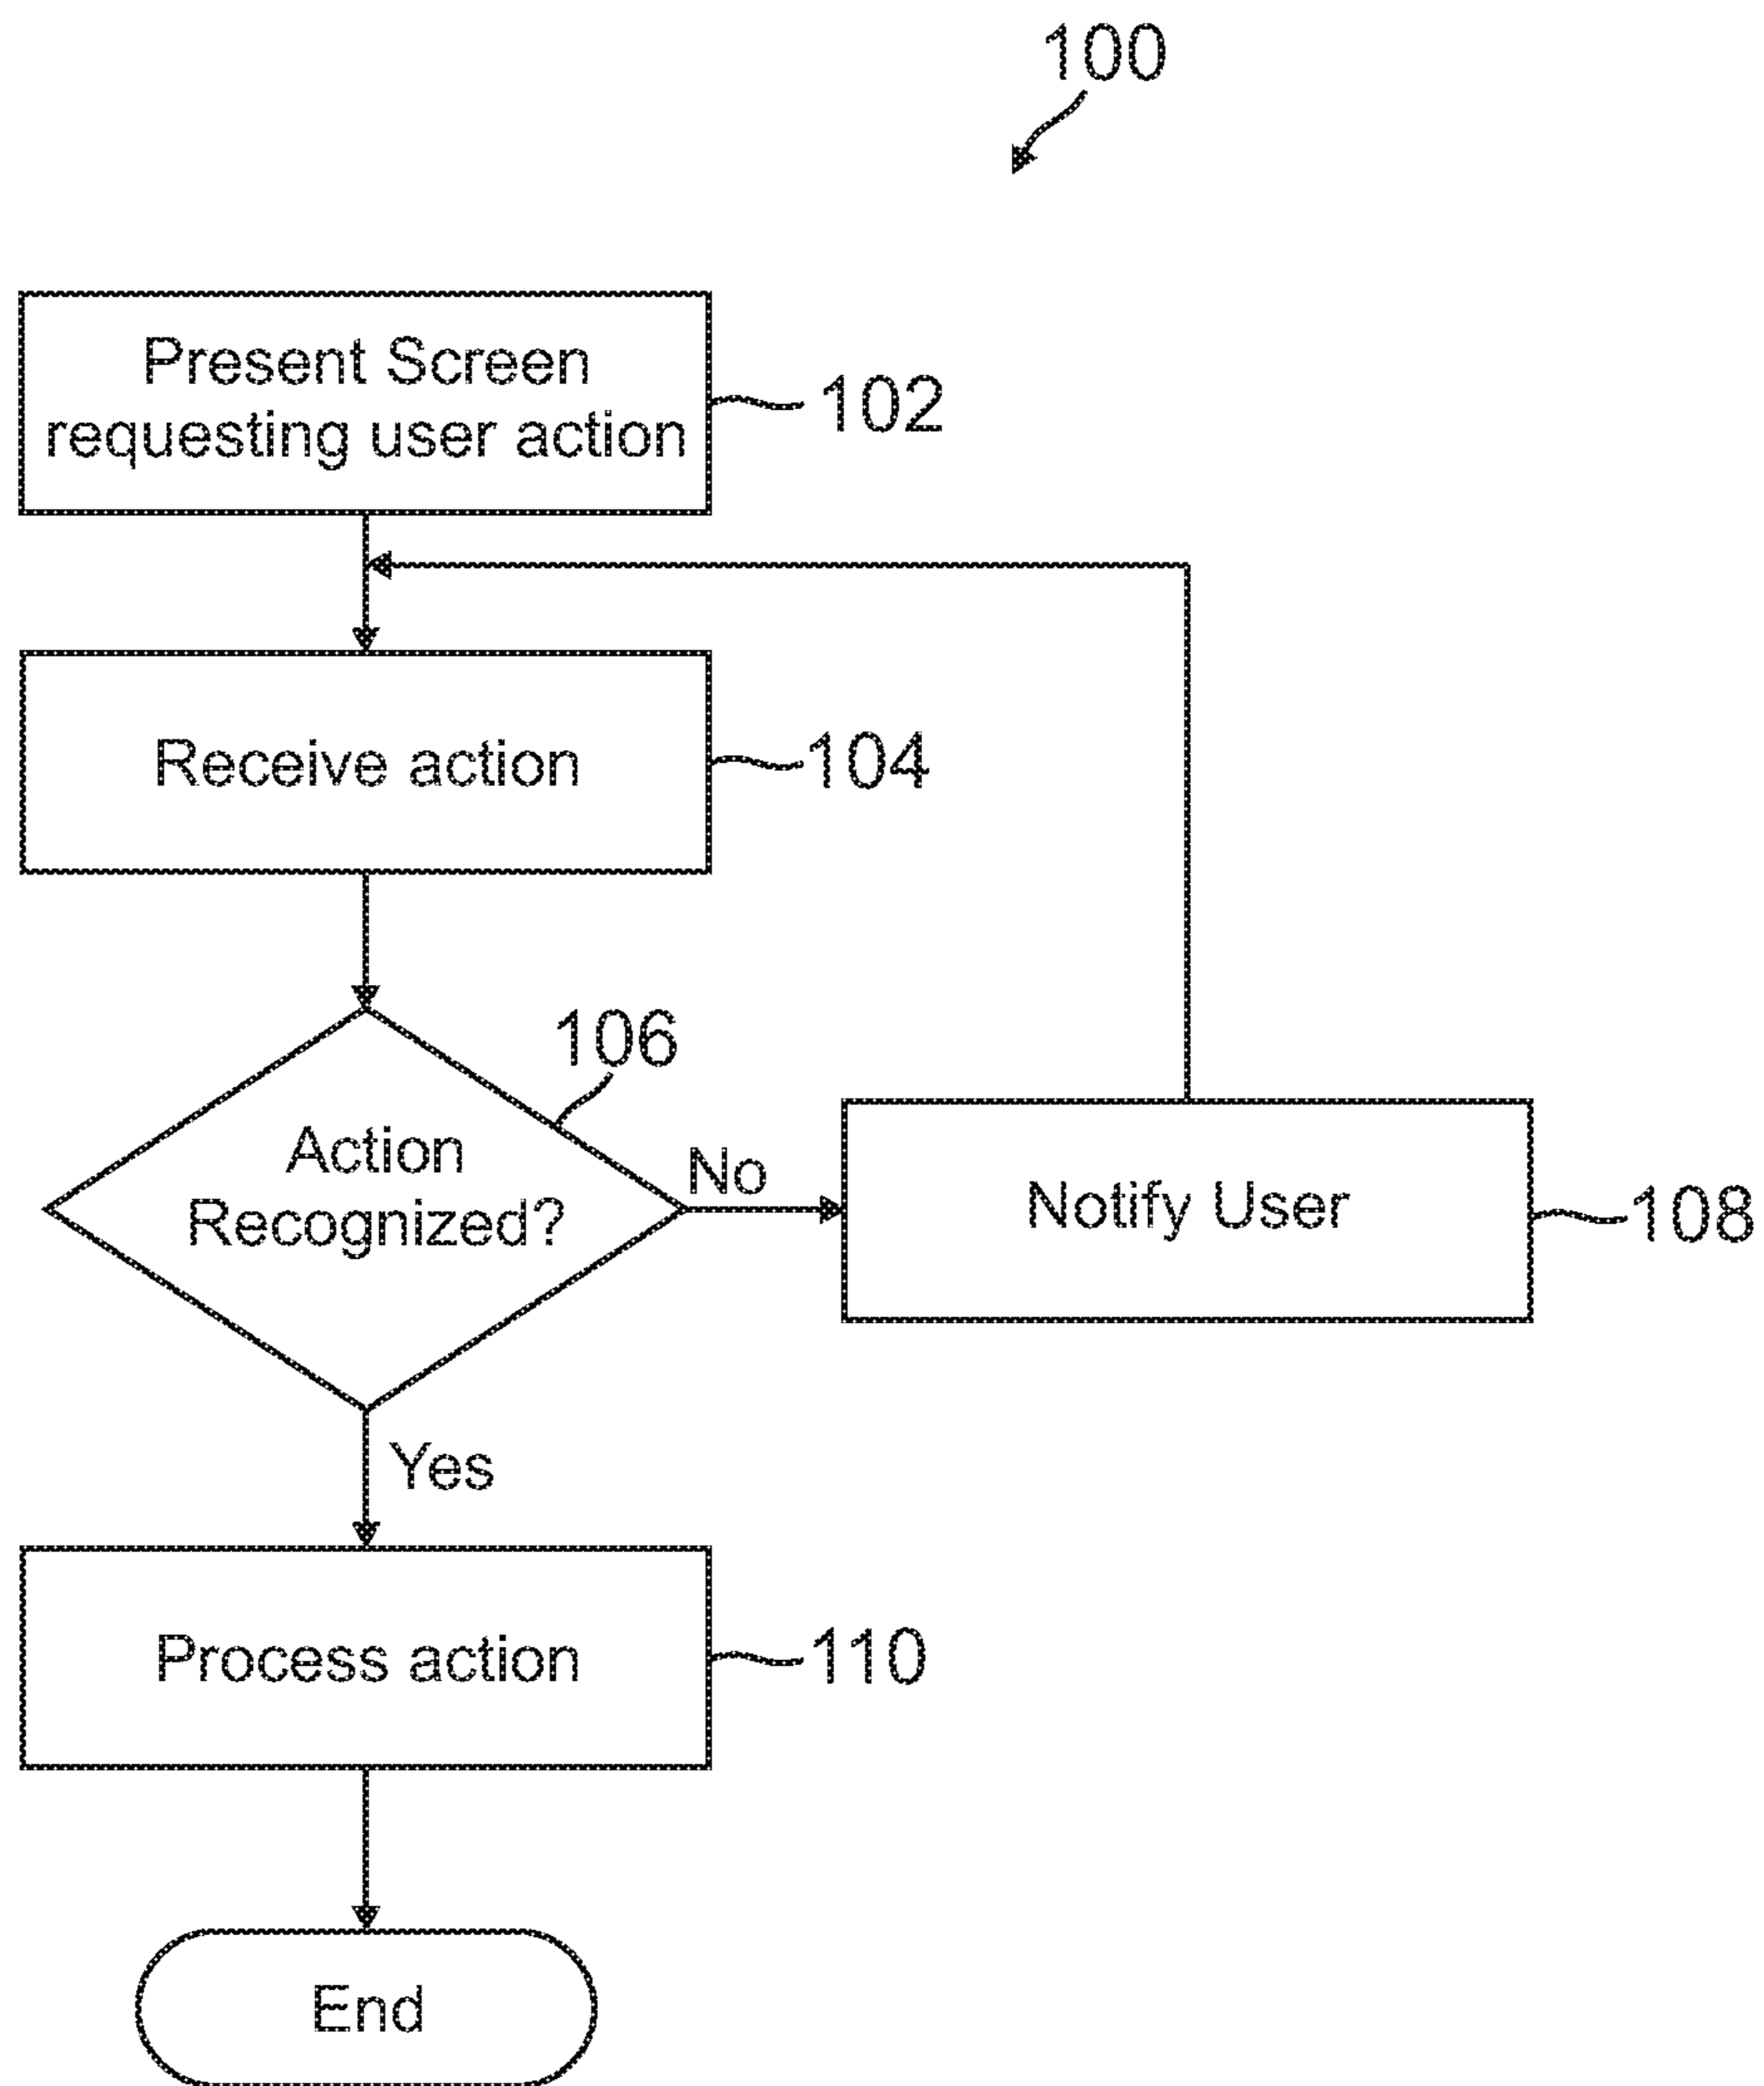 100
Present Screen
requesting user action
102
Receive action
104
106
Action
Recognized?
No
Notify User
108
Yes
Process action
110
End